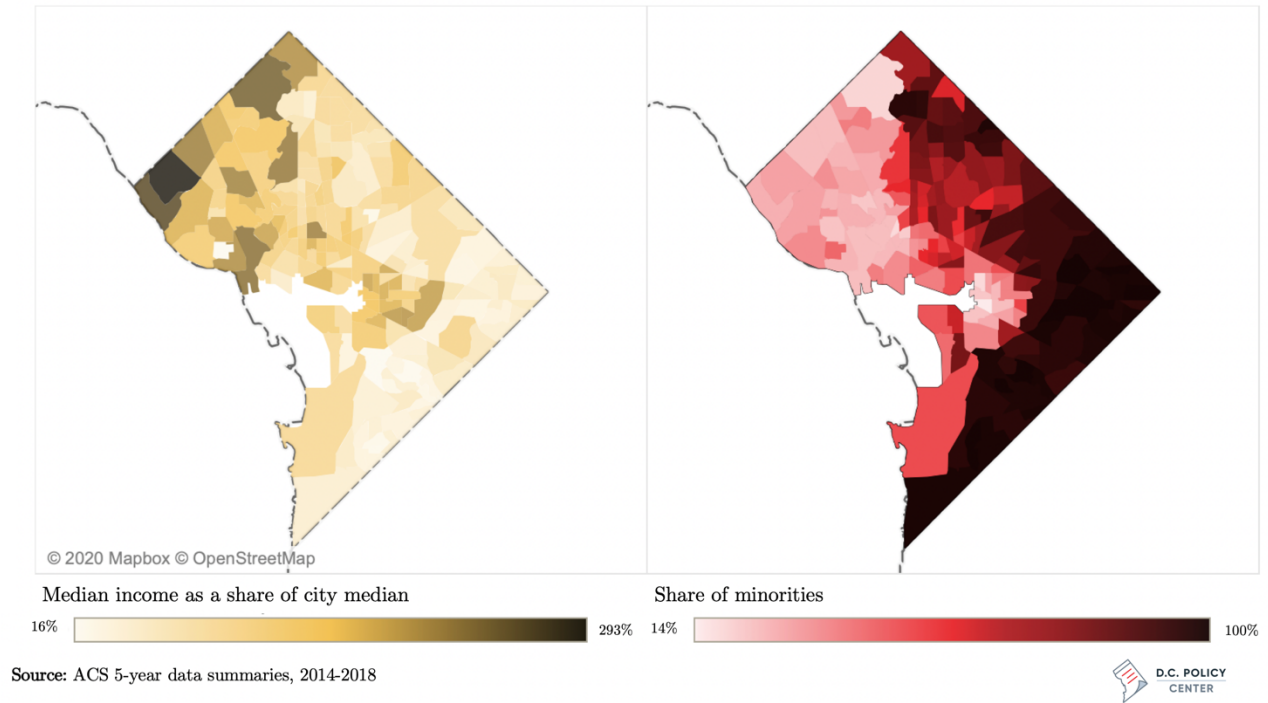 © 2020 Mapbox © OpenStreetMap
Median income as a share of city median
16%
293%
Share of minorities
14%
100%
Source: ACS 5-year data summaries, 2014-2018
D.C. POLICY
CENTER